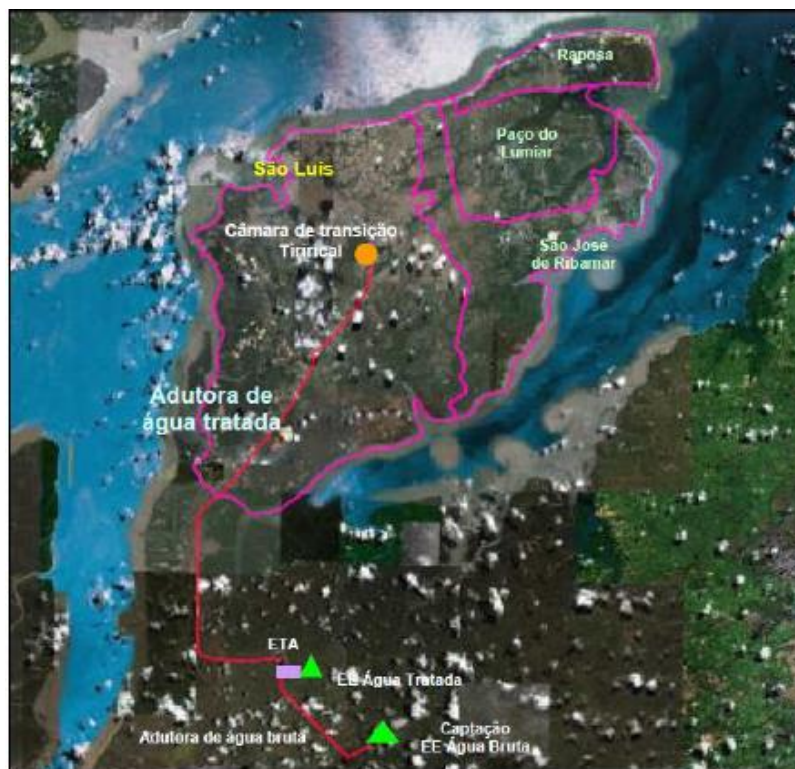 Raposa
Paço do
Lumiar
São Luís
Câmara de transição
Tirirical
São José
de Ribamar
Adutora de
água tratada
ETA
EE Água Tratada
Adutora de água bruta
Captação
EE Água Bruta